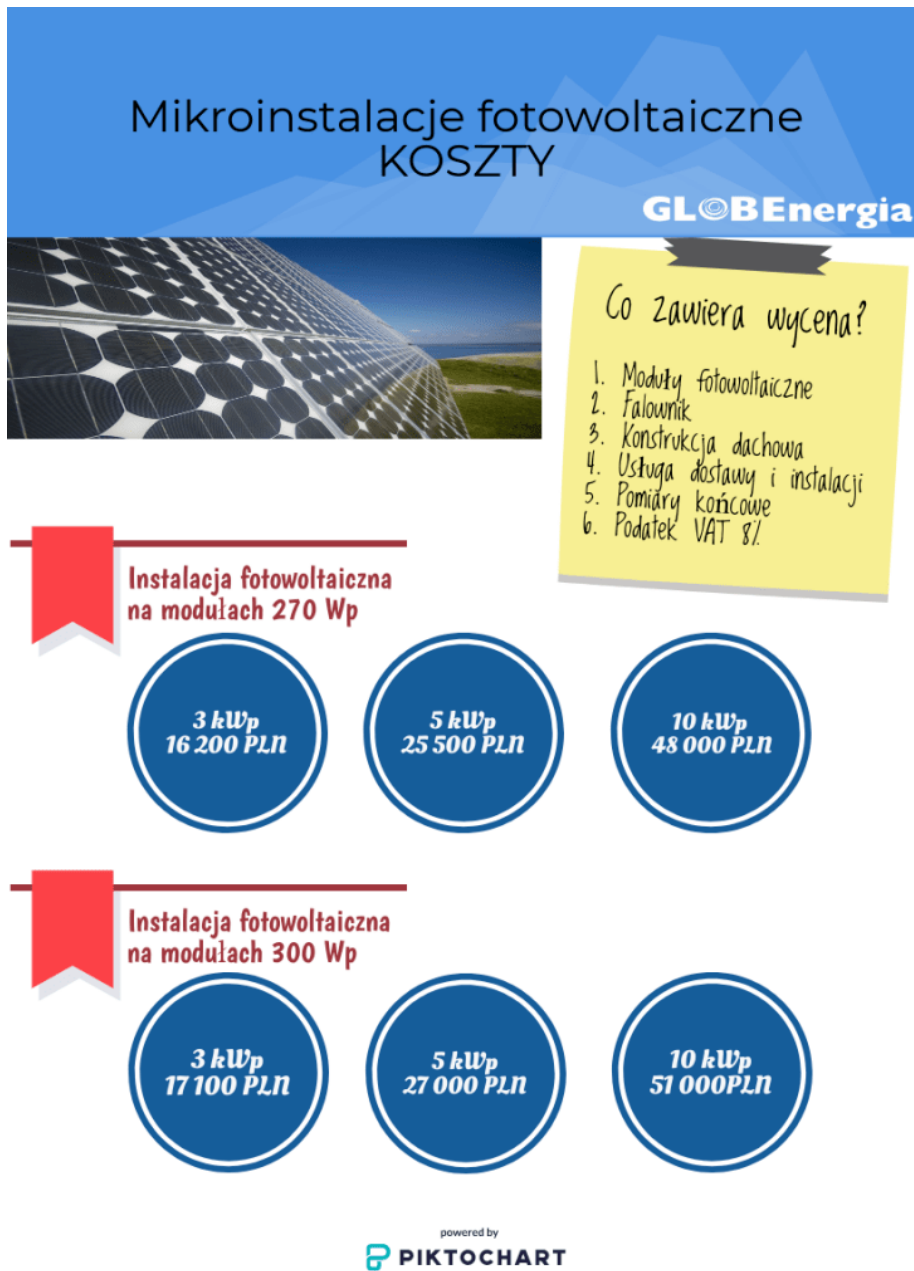 Mikroinstalacje fotowoltaiczne
KOSZTY
GLOBEnergia
Co zawiera wycena?
1. Moduły fotowoltaiczne
2. Falownik
3. Konstrukcja dachowa
4. Usługa dostawy i instalacji
5. Pomiary końcowe
6. Podatek VAT 8%
Instalacja fotowoltaiczna
na modułach 270 Wp
3 kWp
16 200 PLN
5 kWp
25 500 PLN
10 kWp
48 000 PLN
Instalacja fotowoltaiczna
na modułach 300 Wp
3 kWp
17 100 PLN
5 kWp
27 000 PLN
10 kWp
51 000PLN
powered by
PIKTOCHART